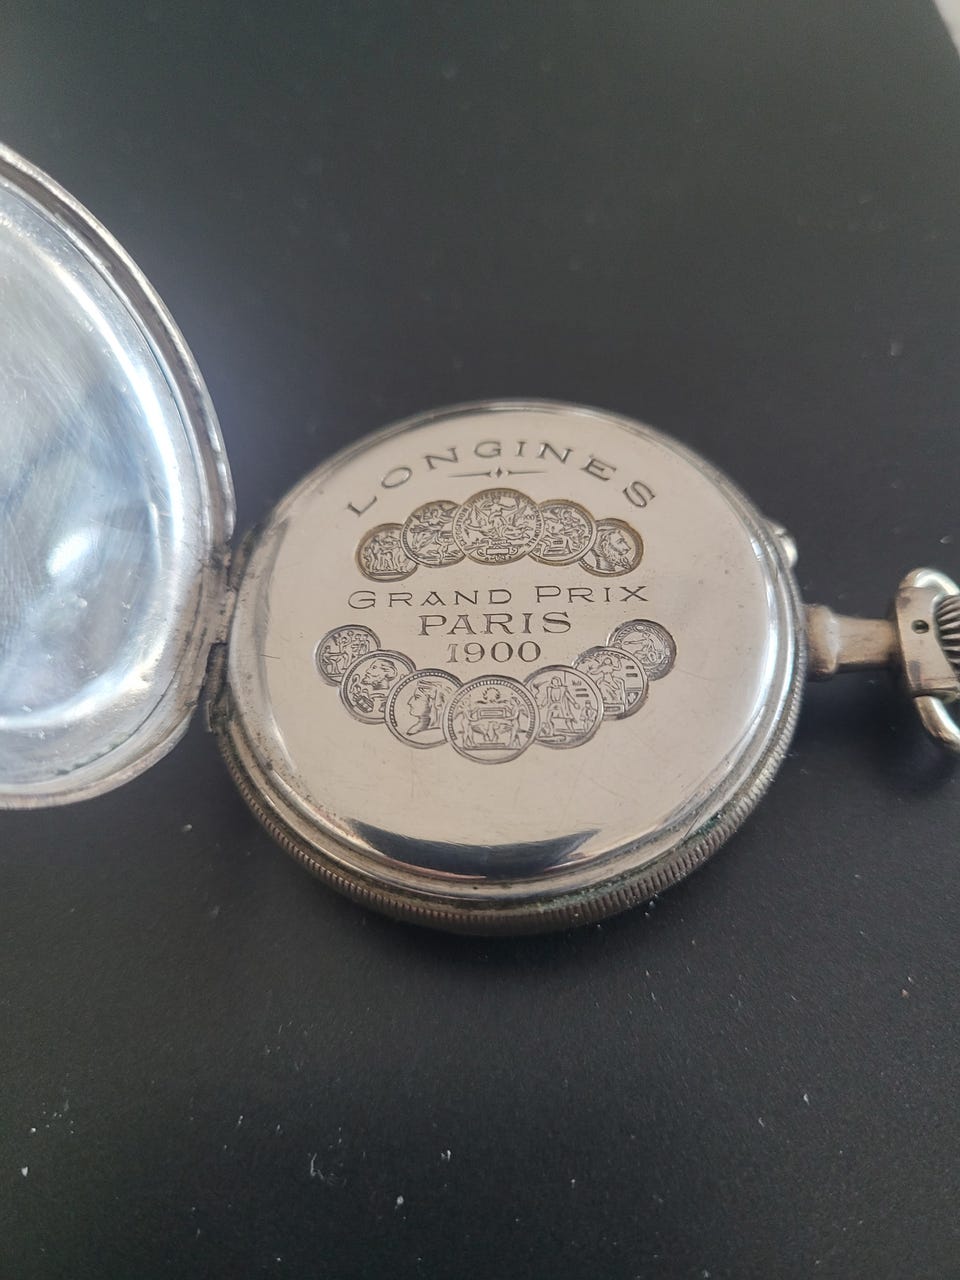 LONGINES
GRAND PRIX
PARIS
1900